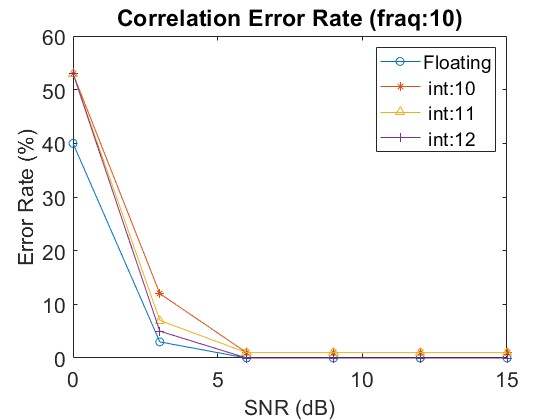 Correlation Error Rate (fraq:10)
60
50
40
30
20
10
0
Error Rate (%)
Floating
int:10
int:11
int:12
0 5 10 15
SNR (dB)